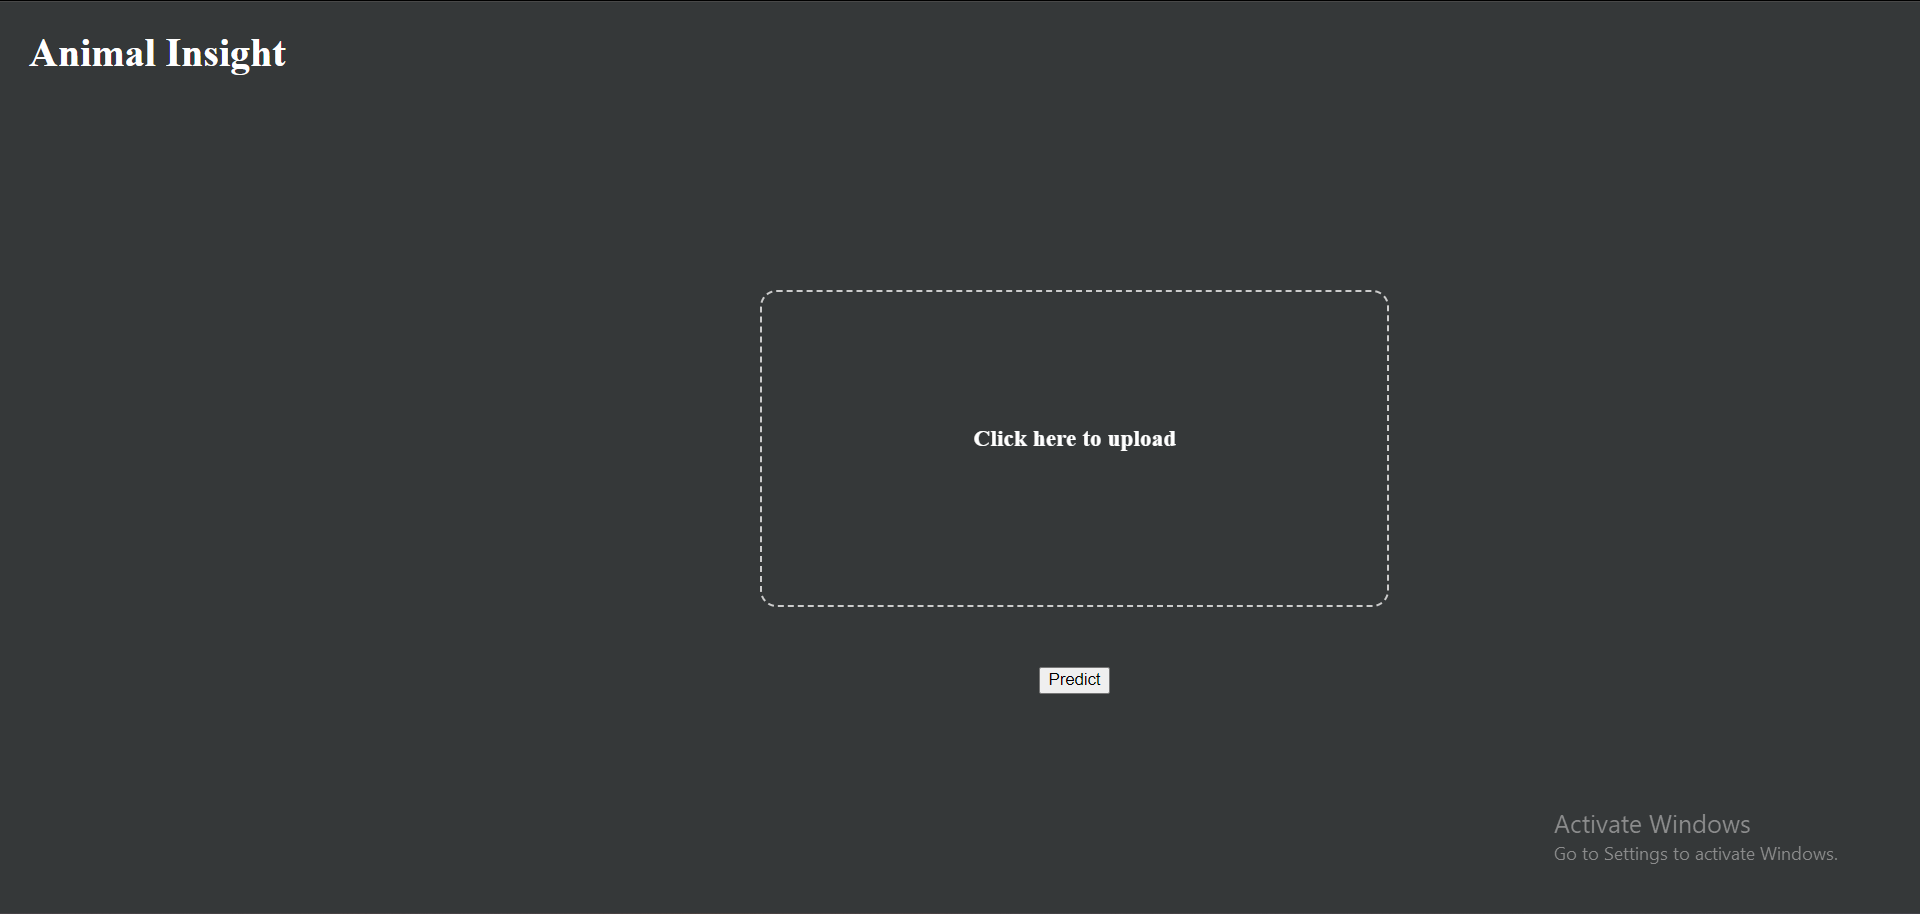 Animal Insight
Click here to upload
Predict
Activate Windows
Go to Settings to activate Windows.